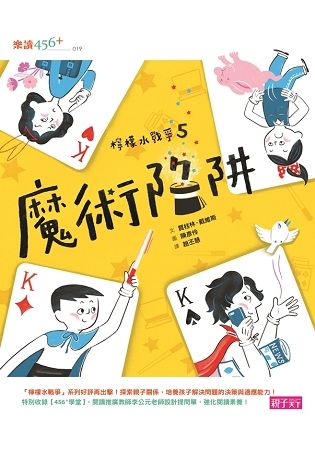 樂讀456+
019
檸檬水戰爭5
魔術陷阱
文 賈桂林・戴維斯
圖 陳彥伶
譯 趙丕慧
K
K
K
NEWS
「檸檬水戰爭」系列好評再出擊！探索親子關係，培養孩子解決問題的決策與適應能力！
特別收錄【456+學堂】，閱讀推廣教師李公元老師設計提問單，強化閱讀素養！
親子天下